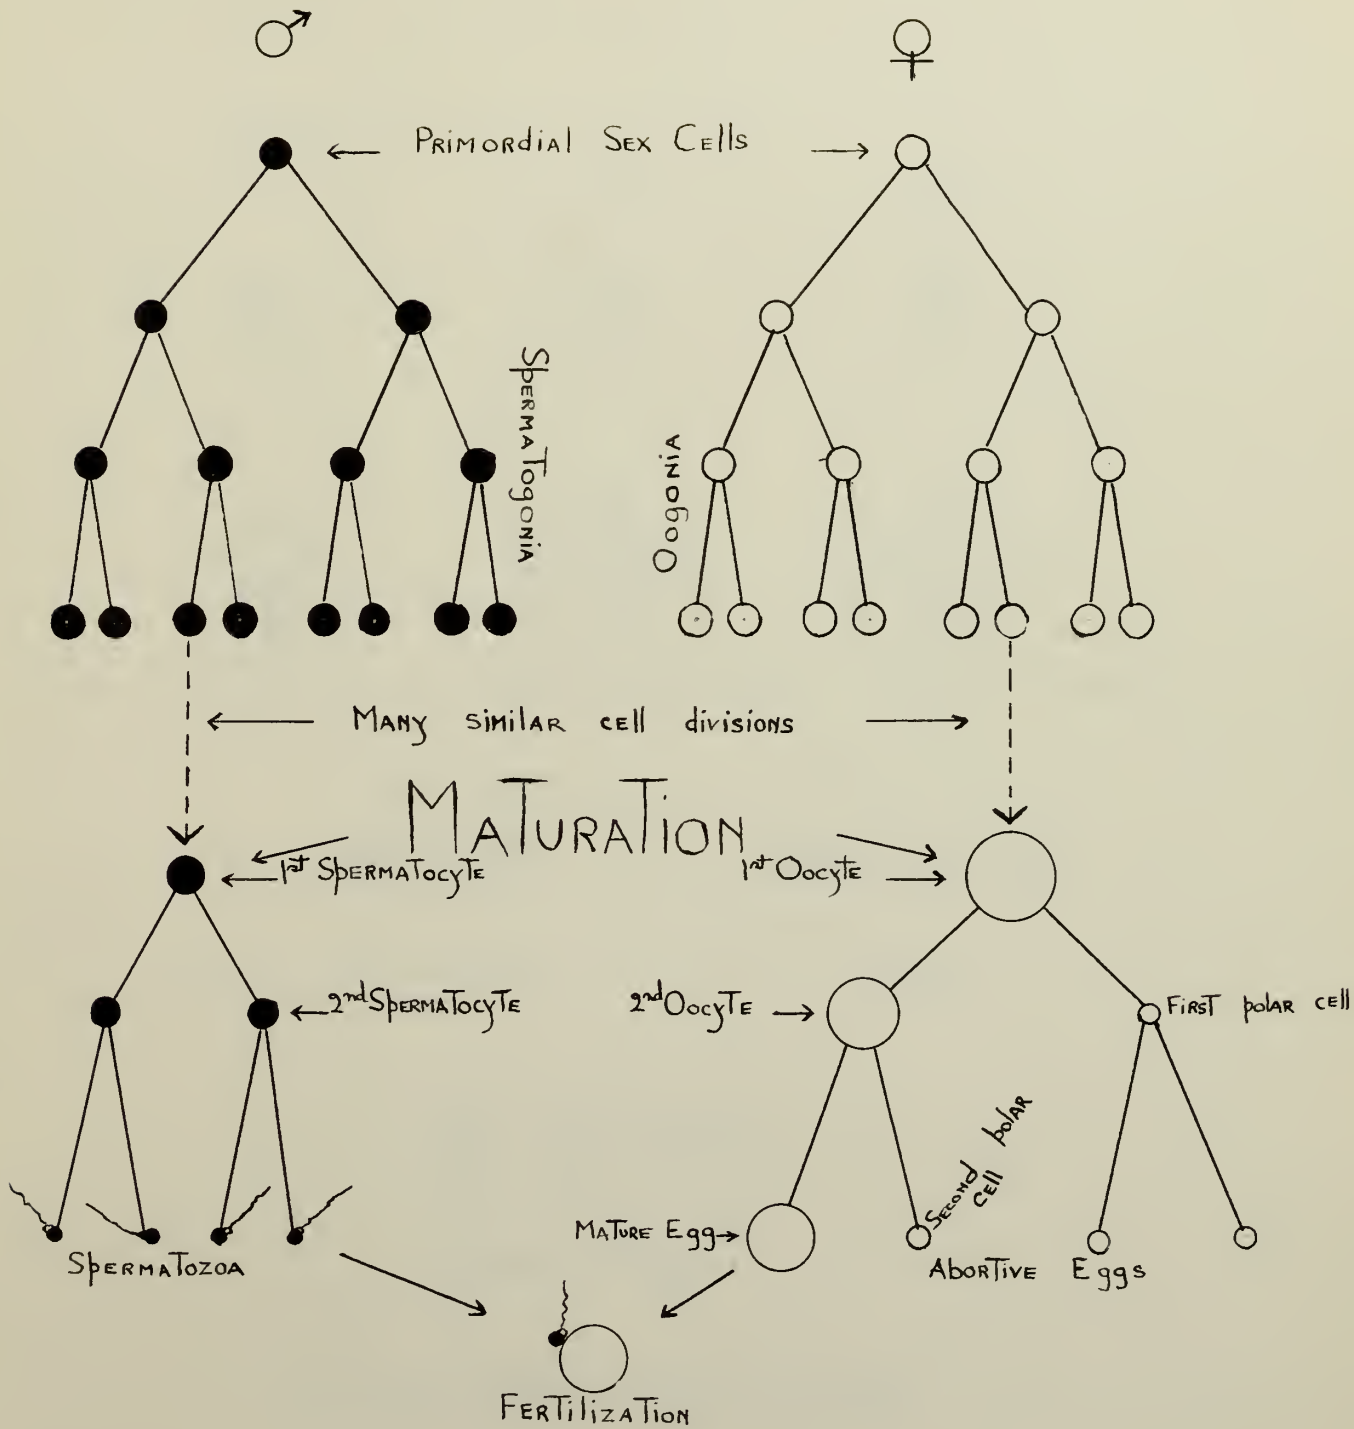 ♂ ♀
Primordial Sex Cells
Spermatogonia
Oogonia
Many similar cell divisions
Maturation
1st Spermatocyte
1st Oocyte
2nd Spermatocyte
2nd Oocyte
First polar cell
Second polar
cell
Mature Egg
Spermatozoa
Abortive Eggs
Fertilization